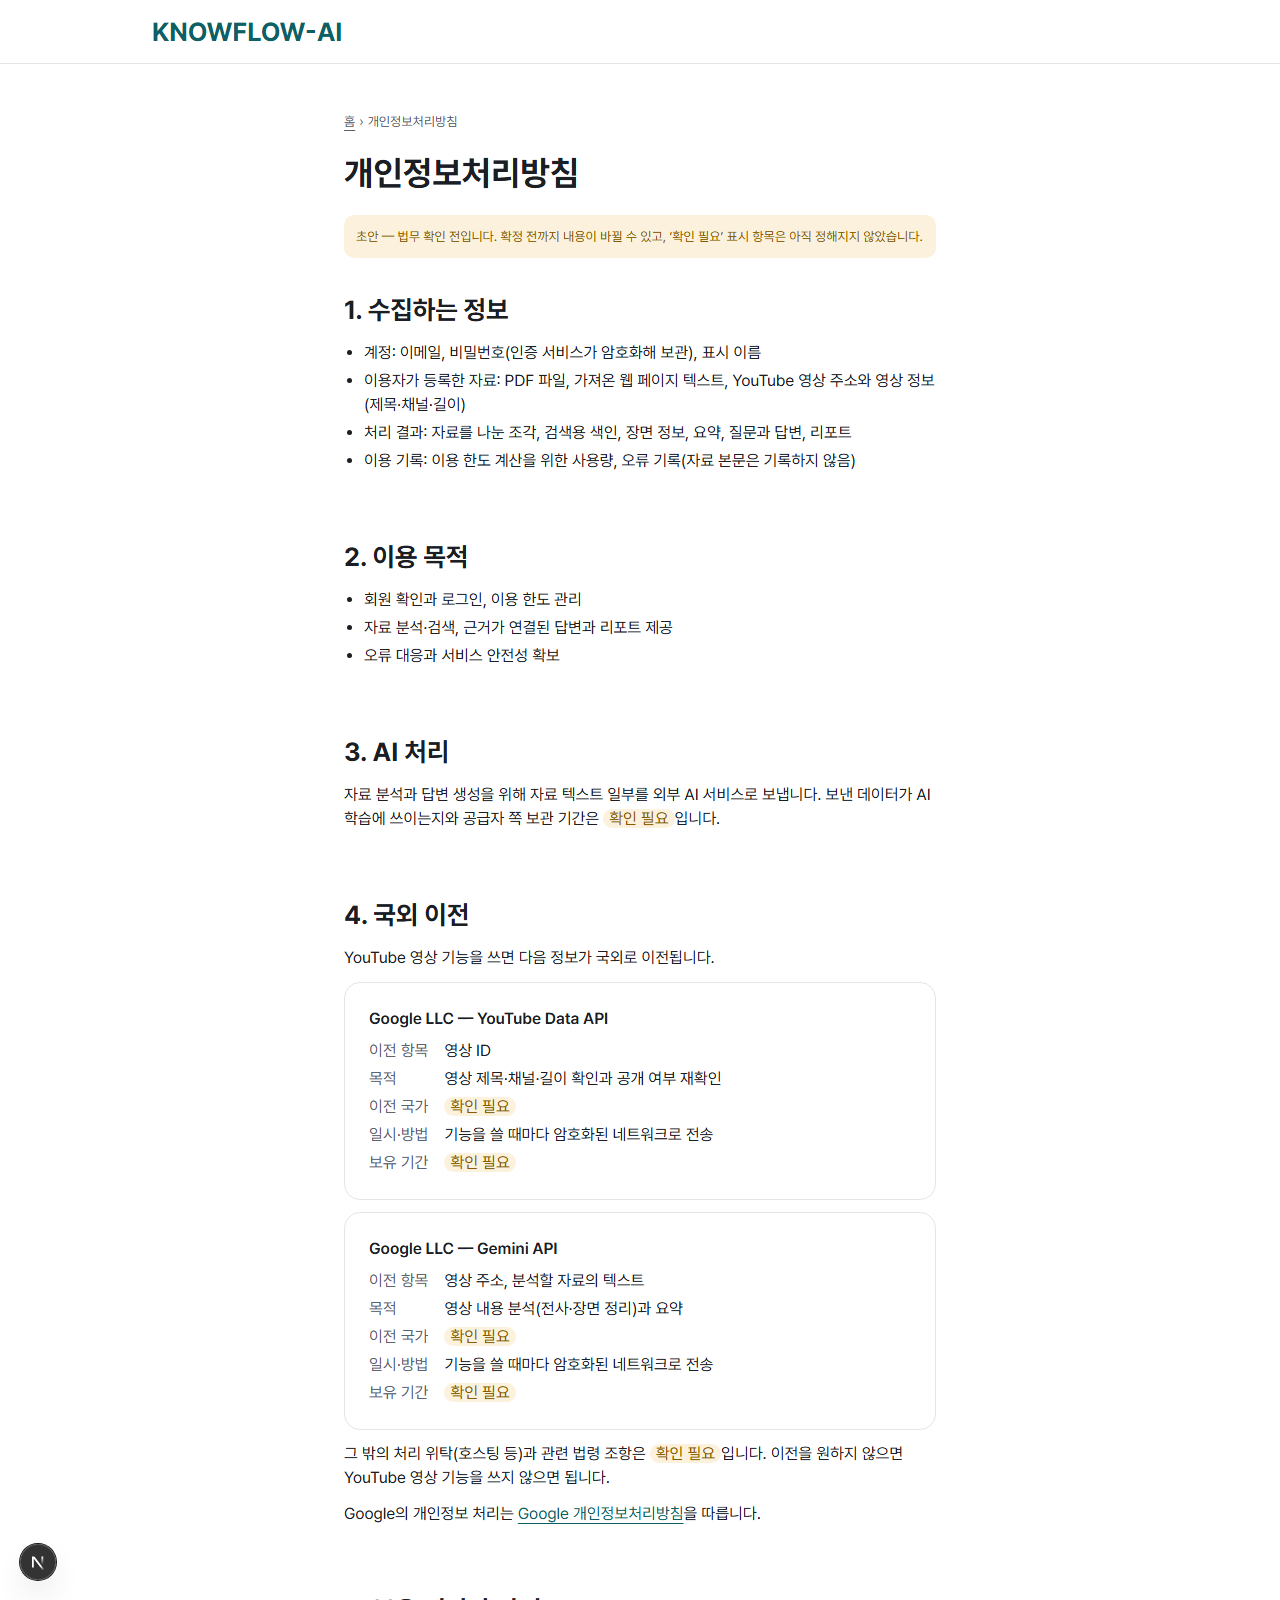 KNOWFLOW-AI
홈 › 개인정보처리방침
개인정보처리방침
초안 — 법무 확인 전입니다. 확정 전까지 내용이 바뀔 수 있고, ‘확인 필요’ 표시 항목은 아직 정해지지 않았습니다.
1. 수집하는 정보
• 계정: 이메일, 비밀번호(인증 서비스가 암호화해 보관), 표시 이름
• 이용자가 등록한 자료: PDF 파일, 가져온 웹 페이지 텍스트, YouTube 영상 주소와 영상 정보
(제목·채널·길이)
• 처리 결과: 자료를 나눈 조각, 검색용 색인, 장면 정보, 요약, 질문과 답변, 리포트
• 이용 기록: 이용 한도 계산을 위한 사용량, 오류 기록(자료 본문은 기록하지 않음)
2. 이용 목적
• 회원 확인과 로그인, 이용 한도 관리
• 자료 분석·검색, 근거가 연결된 답변과 리포트 제공
• 오류 대응과 서비스 안전성 확보
3. AI 처리
자료 분석과 답변 생성을 위해 자료 텍스트 일부를 외부 AI 서비스로 보냅니다. 보낸 데이터가 AI
학습에 쓰이는지와 공급자 쪽 보관 기간은 확인 필요 입니다.
4. 국외 이전
YouTube 영상 기능을 쓰면 다음 정보가 국외로 이전됩니다.
Google LLC — YouTube Data API
이전 항목 영상 ID
목적 영상 제목·채널·길이 확인과 공개 여부 재확인
이전 국가 확인 필요
일시·방법 기능을 쓸 때마다 암호화된 네트워크로 전송
보유 기간 확인 필요
Google LLC — Gemini API
이전 항목 영상 주소, 분석할 자료의 텍스트
목적 영상 내용 분석(전사·장면 정리)과 요약
이전 국가 확인 필요
일시·방법 기능을 쓸 때마다 암호화된 네트워크로 전송
보유 기간 확인 필요
그 밖의 처리 위탁(호스팅 등)과 관련 법령 조항은 확인 필요 입니다. 이전을 원하지 않으면
YouTube 영상 기능을 쓰지 않으면 됩니다.
Google의 개인정보 처리는 Google 개인정보처리방침을 따릅니다.
N